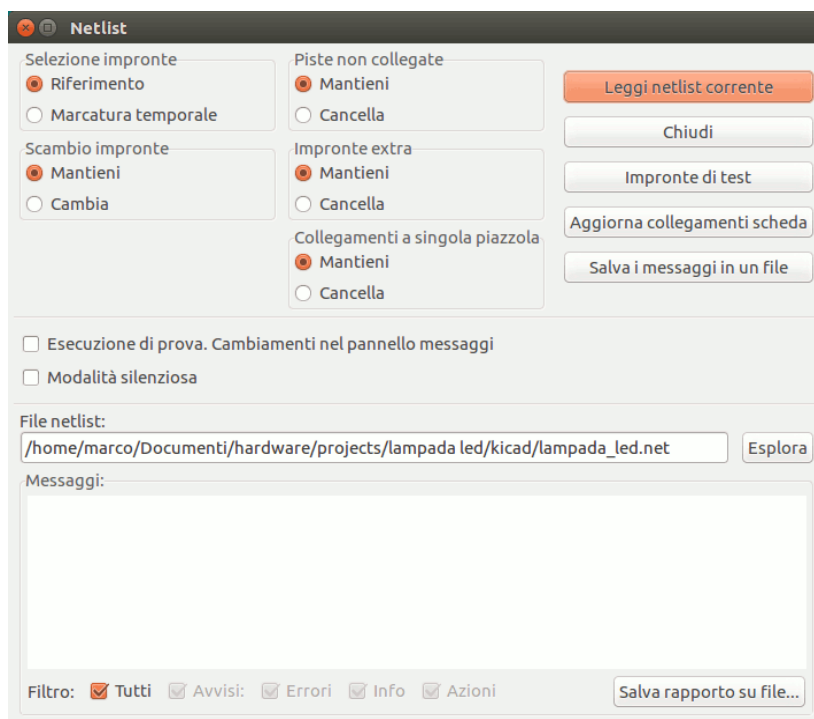 Netlist
Selezione impronte
Riferimento
Marcatura temporale
Scambio impronte
Mantieni
Cambia
Piste non collegate
Mantieni
Cancella
Impronte extra
Mantieni
Cancella
Collegamenti a singola piazzola
Mantieni
Cancella
Leggi netlist corrente
Chiudi
Impronte di test
Aggiorna collegamenti scheda
Salva i messaggi in un file
Esecuzione di prova. Cambiamenti nel pannello messaggi
Modalità silenziosa
File netlist:
/home/marco/Documenti/hardware/projects/lampada led/kicad/lampada_led.net Esplora
Messaggi:
Filtro: Tutti Avvisi: Errori Info Azioni Salva rapporto su file...